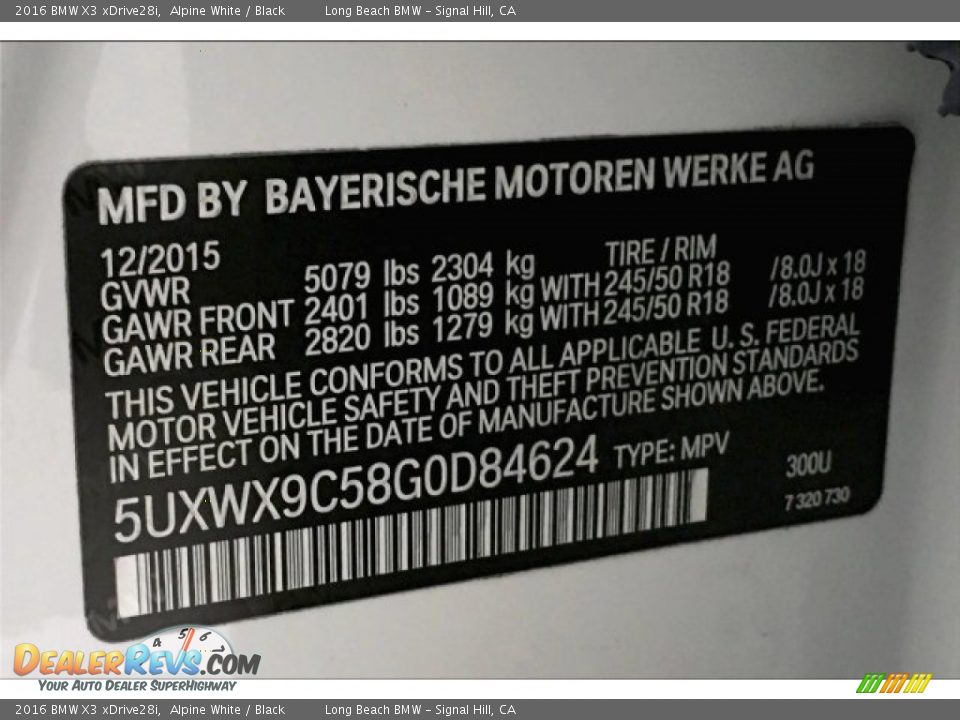 2016 BMW X3 xDrive28i, Alpine White / Black Long Beach BMW - Signal Hill, CA
MFD BY BAYERISCHE MOTOREN WERKE AG
12/2015 TIRE / RIM
GVWR 5079 lbs 2304 kg
GAWR FRONT 2401 lbs 1089 kg WITH 245/50 R18 /8.0J x 18
GAWR REAR 2820 lbs 1279 kg WITH 245/50 R18 /8.0J x 18
THIS VEHICLE CONFORMS TO ALL APPLICABLE U. S. FEDERAL
MOTOR VEHICLE SAFETY AND THEFT PREVENTION STANDARDS
IN EFFECT ON THE DATE OF MANUFACTURE SHOWN ABOVE.
5UXWX9C58G0D84624 TYPE: MPV 300U
7 320 730
4 5 6
DEALERREVS.COM
YOUR AUTO DEALER SUPERHIGHWAY
2016 BMW X3 xDrive28i, Alpine White / Black Long Beach BMW - Signal Hill, CA